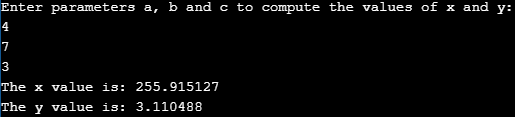 Enter parameters a, b and c to compute the values of x and y:
4
7
3
The x value is: 255.915127
The y value is: 3.110488